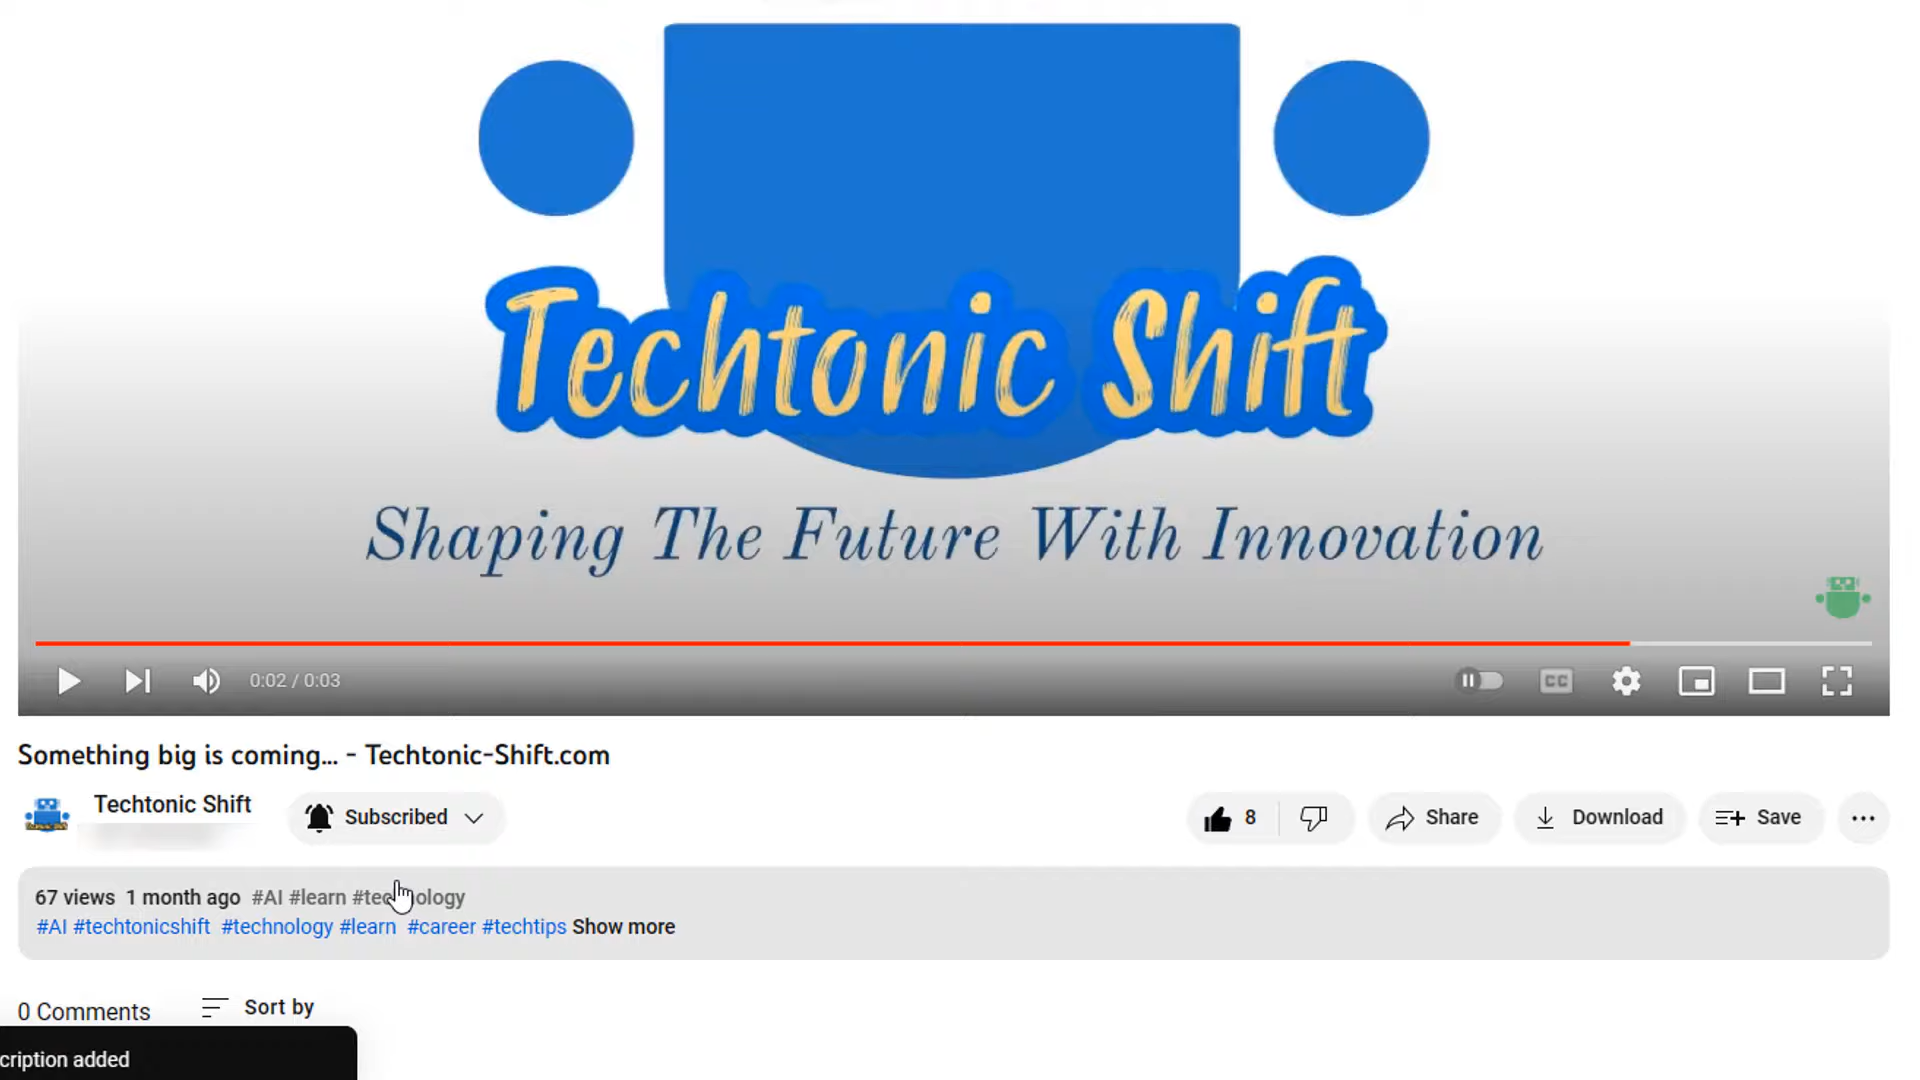 Techtonic Shift
Shaping The Future With Innovation
0:02 / 0:03
CC
Something big is coming... - Techtonic-Shift.com
Techtonic Shift
Subscribed
8
Share
Download
Save
67 views 1 month ago #AI #learn #technology
#AI #techtonicshift #technology #learn #career #techtips Show more
0 Comments
Sort by
cription added